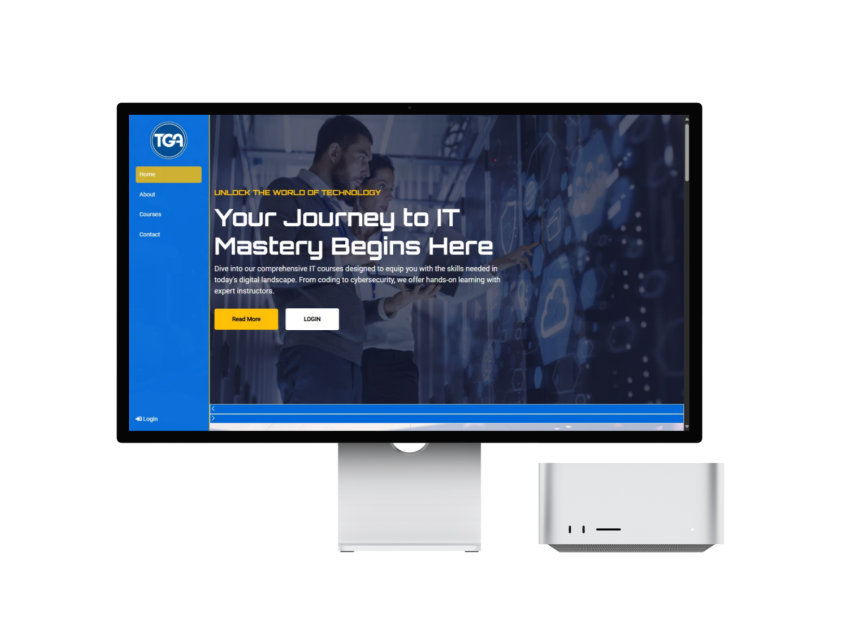 TGA
Home
About
Courses
Contact
Login
UNLOCK THE WORLD OF TECHNOLOGY
Your Journey to IT
Mastery Begins Here
Dive into our comprehensive IT courses designed to equip you with the skills needed in
today's digital landscape. From coding to cybersecurity, we offer hands-on learning with
expert instructors.
Read More
LOGIN